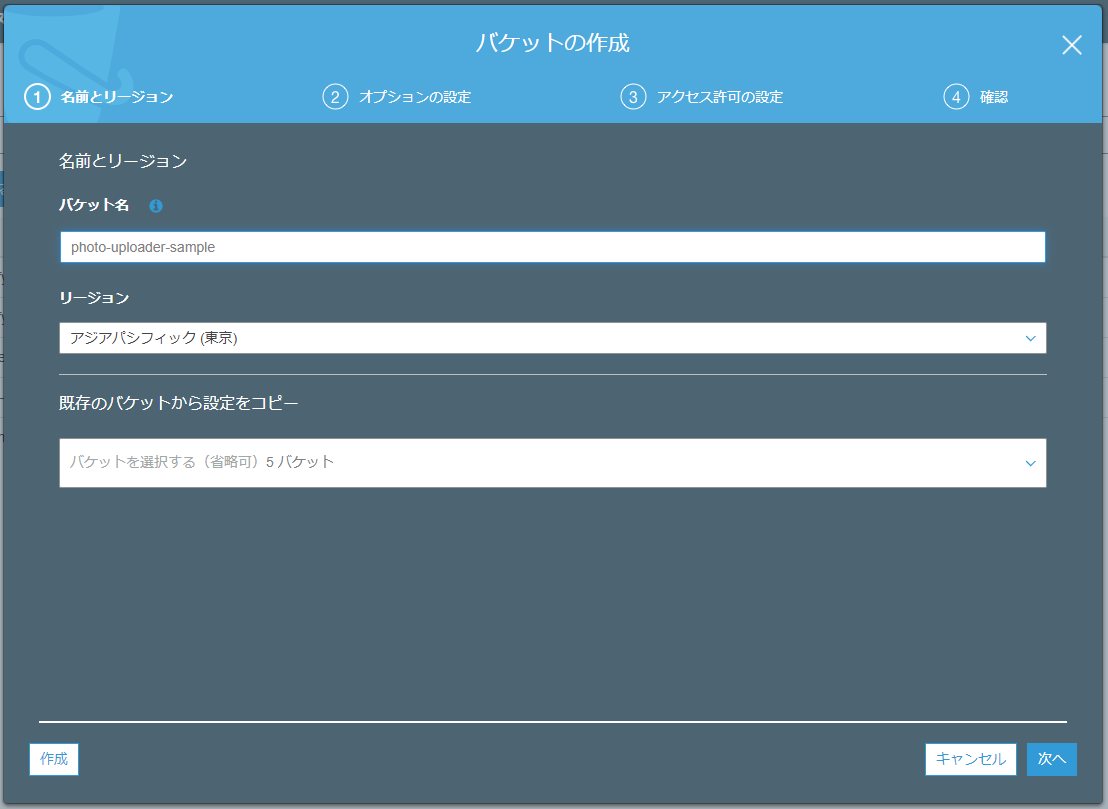 バケットの作成
1 名前とリージョン
2 オプションの設定
3 アクセス許可の設定
4 確認
名前とリージョン
バケット名
photo-uploader-sample
リージョン
アジアパシフィック (東京)
既存のバケットから設定をコピー
バケットを選択する（省略可）5 バケット
作成
キャンセル
次へ